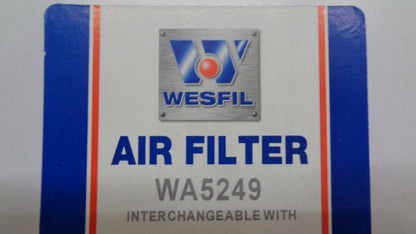 WESFIL
AIR FILTER
WA5249
INTERCHANGEABLE WITH